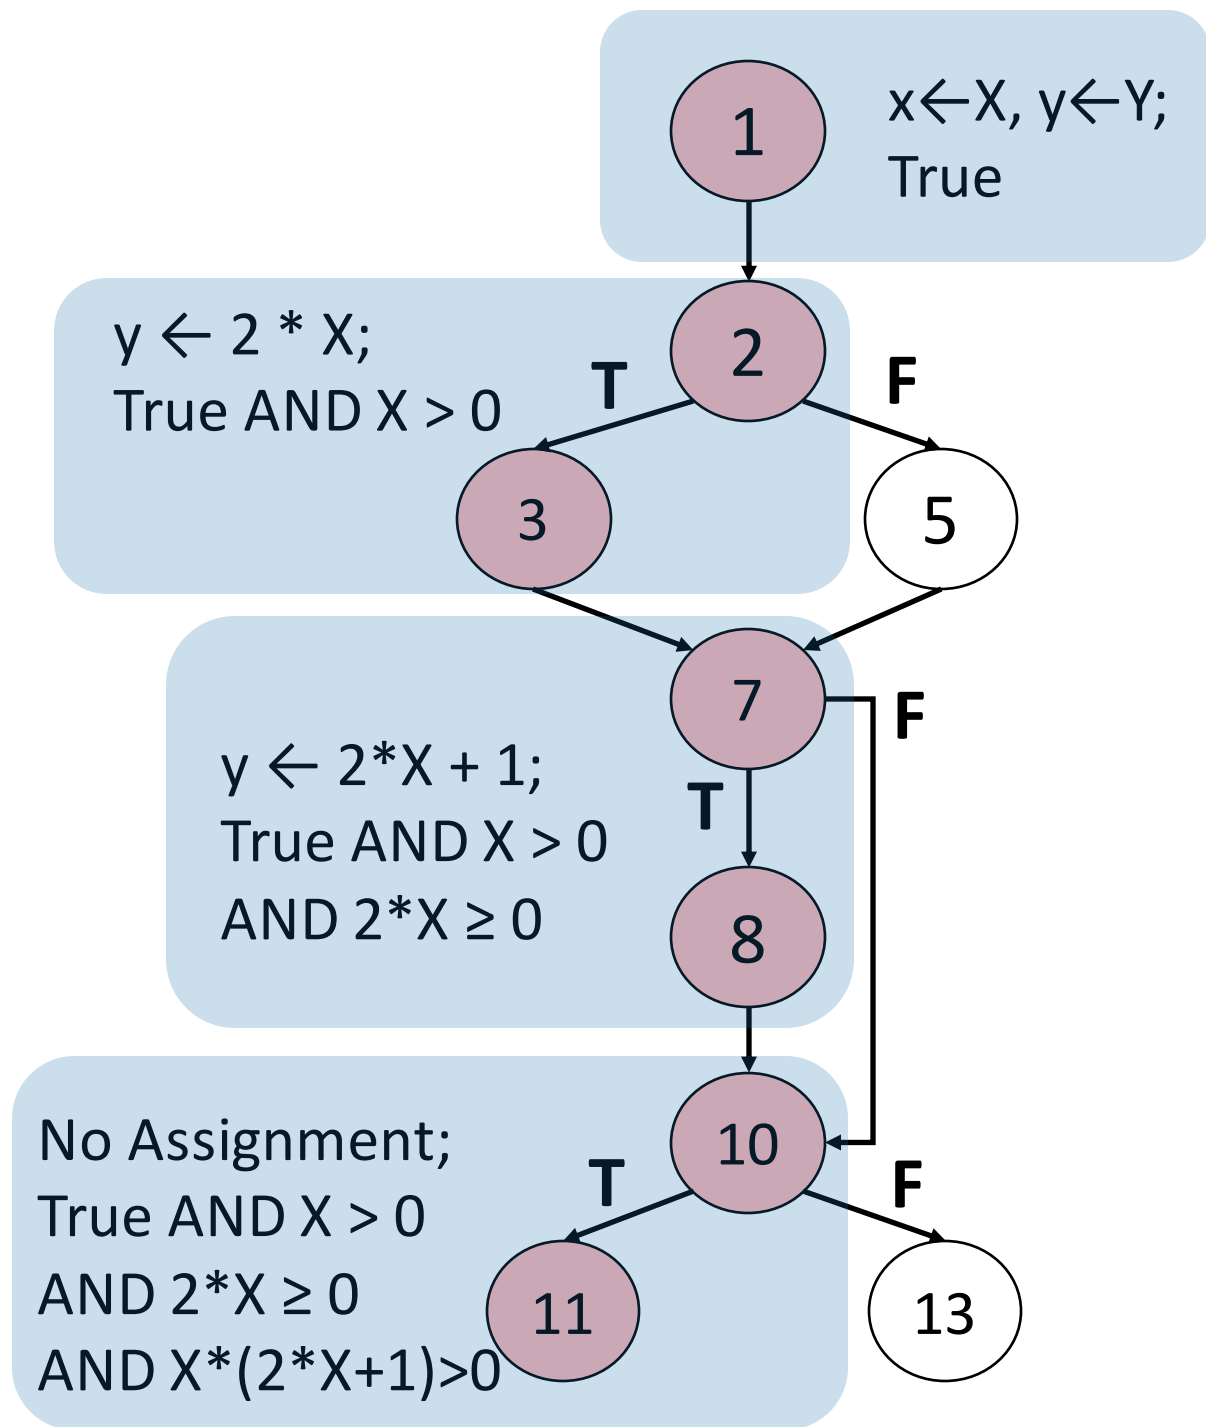 1
x←X, y←Y;
True
y ← 2 * X;
True AND X > 0
2
T
F
3
5
7
F
y ← 2*X + 1;
True AND X > 0
AND 2*X ≥ 0
T
8
No Assignment;
True AND X > 0
AND 2*X ≥ 0
AND X*(2*X+1)>0
10
T
F
11
13